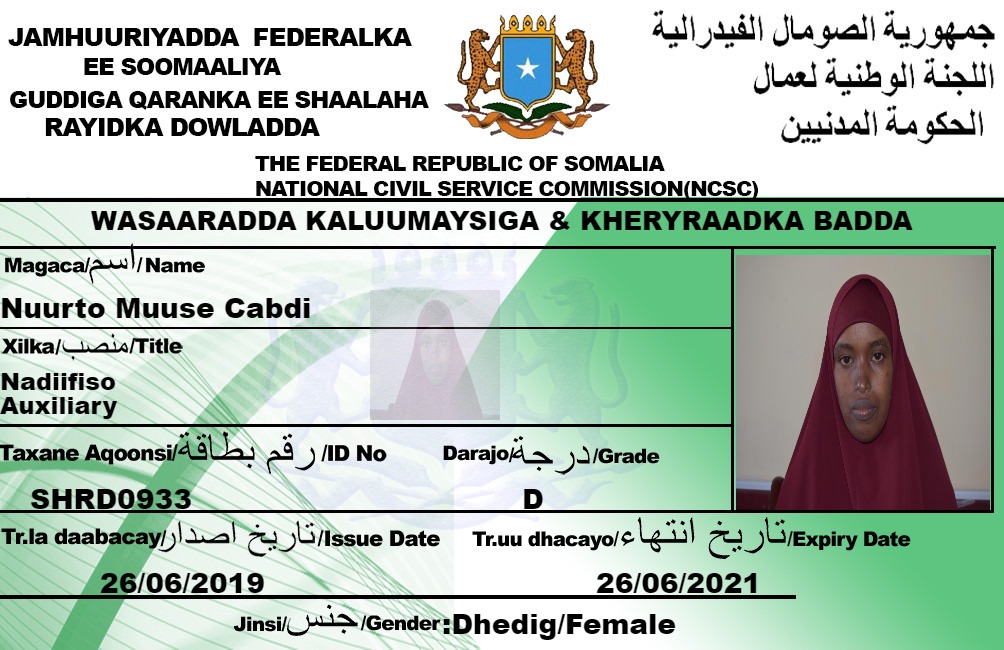 JAMHUURIYADDA FEDERALKA
EE SOOMAALIYA
GUDDIGA QARANKA EE SHAALAHA
RAYIDKA DOWLADDA
جمهورية الصومال الفيدرالية
اللجنة الوطنية لعمال
الحكومة المدنيين
THE FEDERAL REPUBLIC OF SOMALIA
NATIONAL CIVIL SERVICE COMMISSION(NCSC)
WASAARADDA KALUUMAYSIGA & KHERYRAADKA BADDA
Magaca/اسم/Name
Nuurto Muuse Cabdi
Xilka/منصب/Title
Nadiifiso
Auxiliary
Taxane Aqoonsi/رقم بطاقة/ID No
Darajo/درجة/Grade
SHRD0933
D
Tr.la daabacay/تاريخ اصدار/Issue Date
Tr.uu dhacayo/تاريخ انتهاء/Expiry Date
26/06/2019
26/06/2021
Jinsi/جنس/Gender:Dhedig/Female